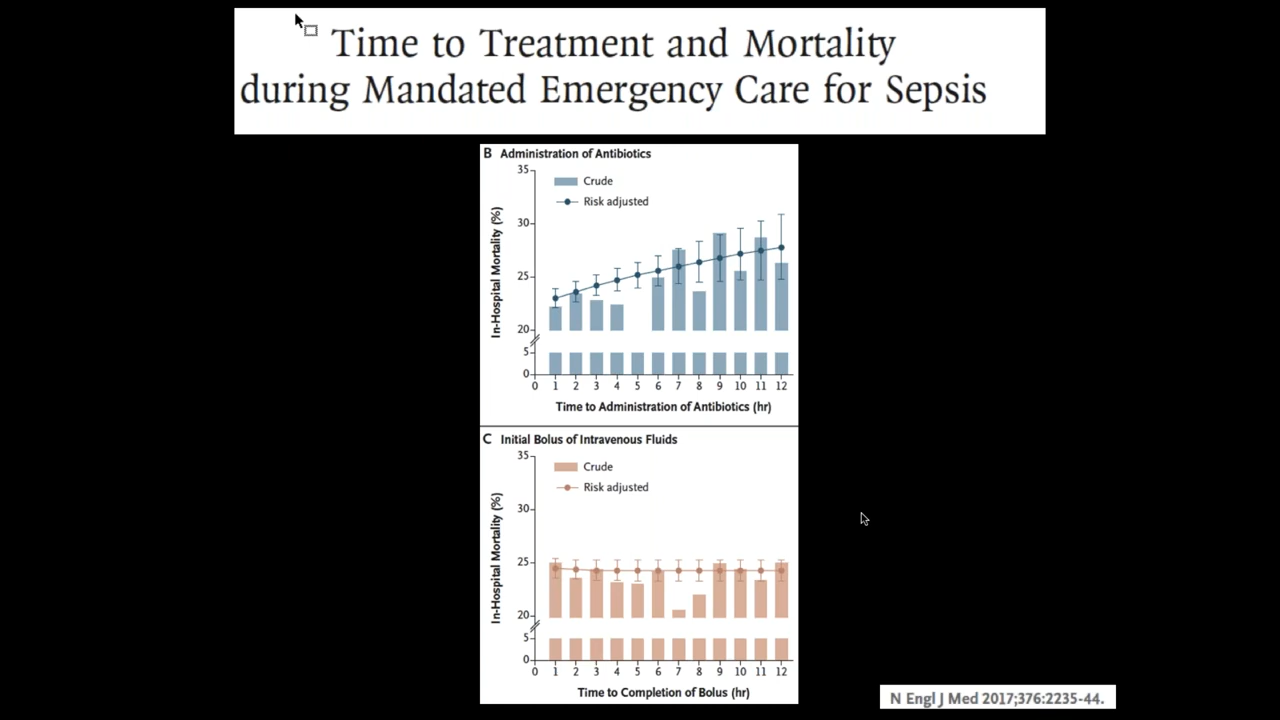 Time to Treatment and Mortality
during Mandated Emergency Care for Sepsis
B Administration of Antibiotics
35
30
25
20
5
0
In-Hospital Mortality (%)
Crude
Risk adjusted
0 1 2 3 4 5 6 7 8 9 10 11 12
Time to Administration of Antibiotics (hr)
C Initial Bolus of Intravenous Fluids
35
30
25
20
5
0
In-Hospital Mortality (%)
Crude
Risk adjusted
0 1 2 3 4 5 6 7 8 9 10 11 12
Time to Completion of Bolus (hr)
N Engl J Med 2017;376:2235-44.